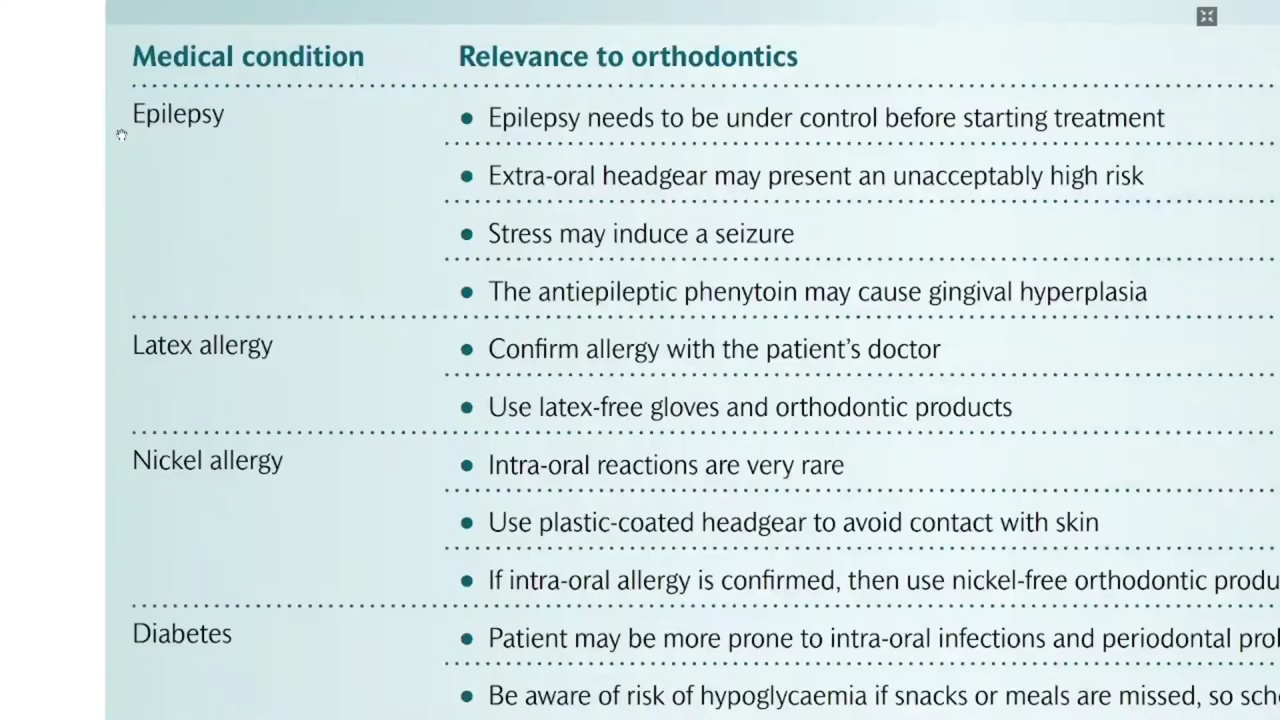 Medical condition Relevance to orthodontics
Epilepsy • Epilepsy needs to be under control before starting treatment
• Extra-oral headgear may present an unacceptably high risk
• Stress may induce a seizure
• The antiepileptic phenytoin may cause gingival hyperplasia
Latex allergy • Confirm allergy with the patient's doctor
• Use latex-free gloves and orthodontic products
Nickel allergy • Intra-oral reactions are very rare
• Use plastic-coated headgear to avoid contact with skin
• If intra-oral allergy is confirmed, then use nickel-free orthodontic
Diabetes • Patient may be more prone to intra-oral infections and periodontal
• Be aware of risk of hypoglycaemia if snacks or meals are missed, so